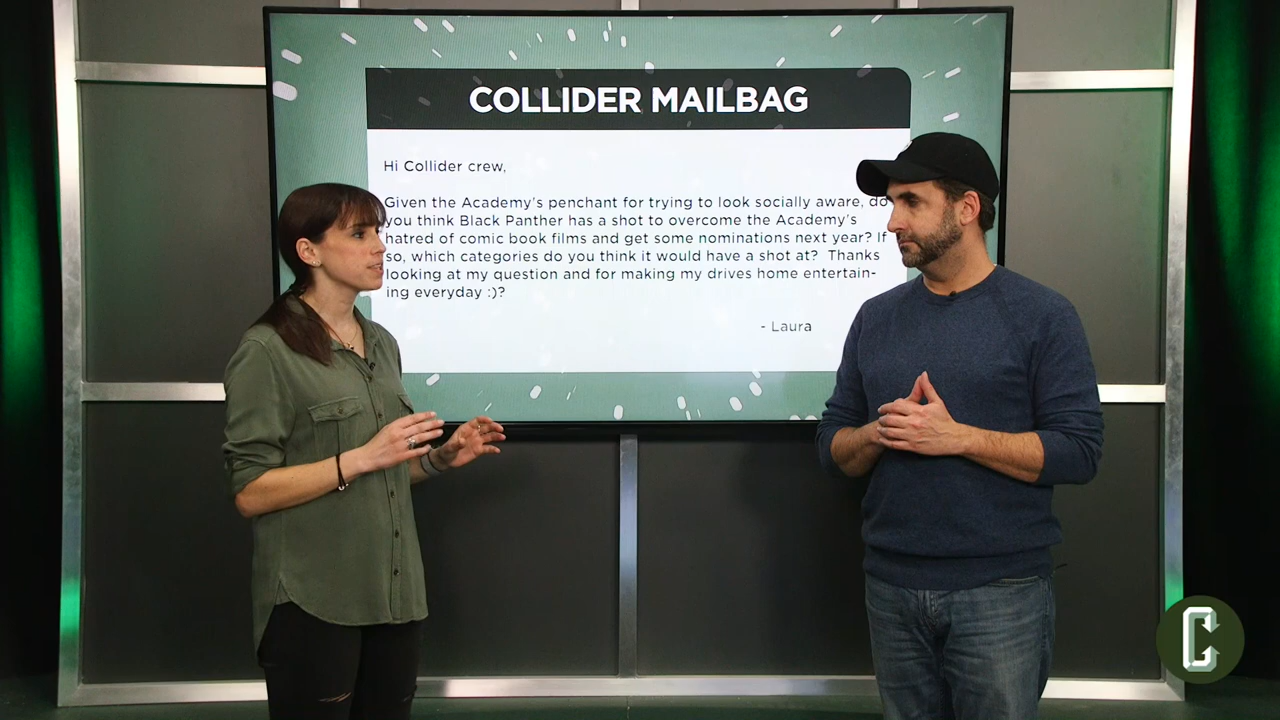 COLLIDER MAILBAG
Hi Collider crew,
Given the Academy's penchant for trying to look socially aware, do
you think Black Panther has a shot to overcome the Academy's
hatred of comic book films and get some nominations next year? If
so, which categories do you think it would have a shot at? Thanks
looking at my question and for making my drives home entertain-
ing everyday :)?
- Laura
C